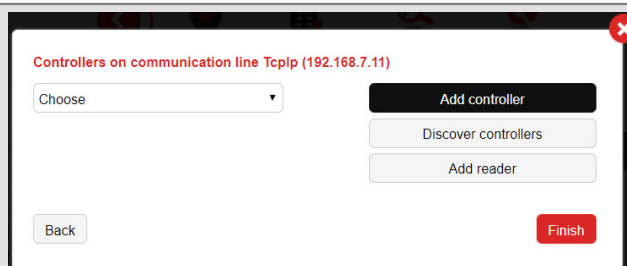 Controllers on communication line TcpIp (192.168.7.11)
Choose
Add controller
Discover controllers
Add reader
Back
Finish